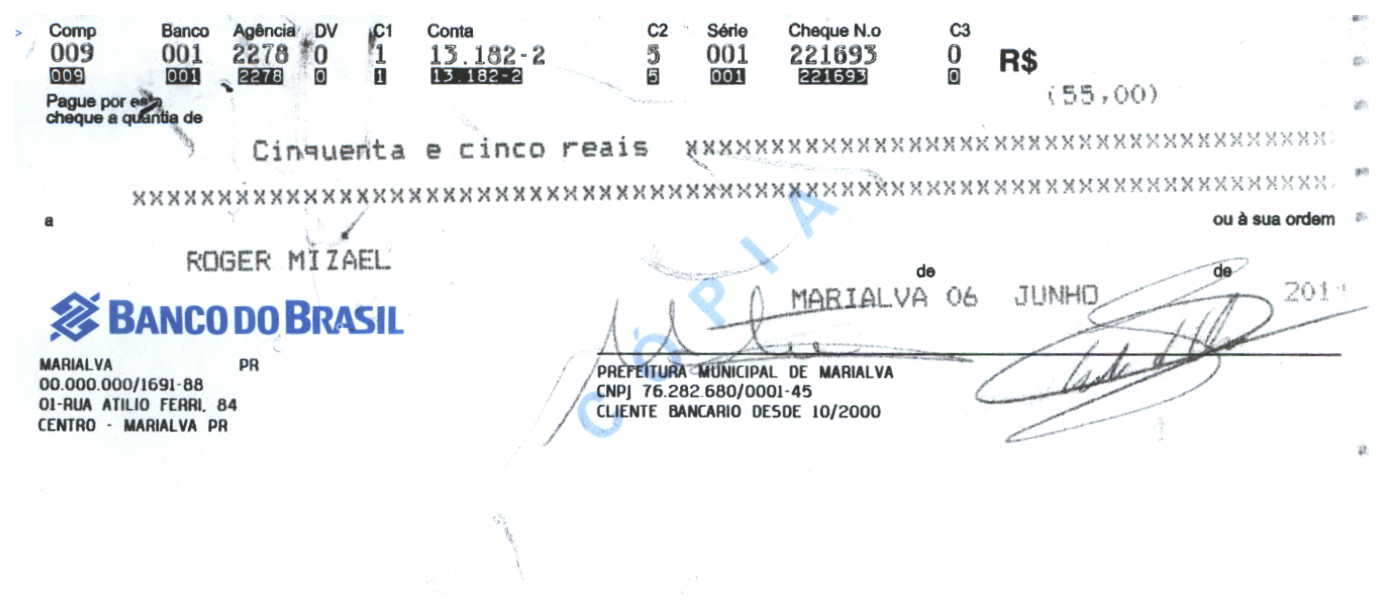 Comp Banco Agência DV C1 Conta C2 Série Cheque N.o C3
009 001 2278 0 1 13.182-2 5 001 221693 0 R$
009 001 2278 0 1 13.182-2 5 001 221693 0
(55,00)
Pague por este
cheque a quantia de
Cinquenta e cinco reais xxxxxxxxxxxxxxxxxxxxxxxxxxxxxxxxxxxxxxxxxxxxx
xxxxxxxxxxxxxxxxxxxxxxxxxxxxxxxxxxxxxxxxxxxxxxxxxxxxxxxxxxxxxxxxxxxxxxxxxxxxxxxxxxxx
a ou à sua ordem
ROGER MIZAEL
de de
MARIALVA 06 JUNHO
BANCO DO BRASIL
CÓPIA
MARIALVA PR
00.000.000/1691-88
01-RUA ATILIO FERRI, 84
CENTRO - MARIALVA PR
PREFEITURA MUNICIPAL DE MARIALVA
CNPJ 76.282.680/0001-45
CLIENTE BANCARIO DESDE 10/2000